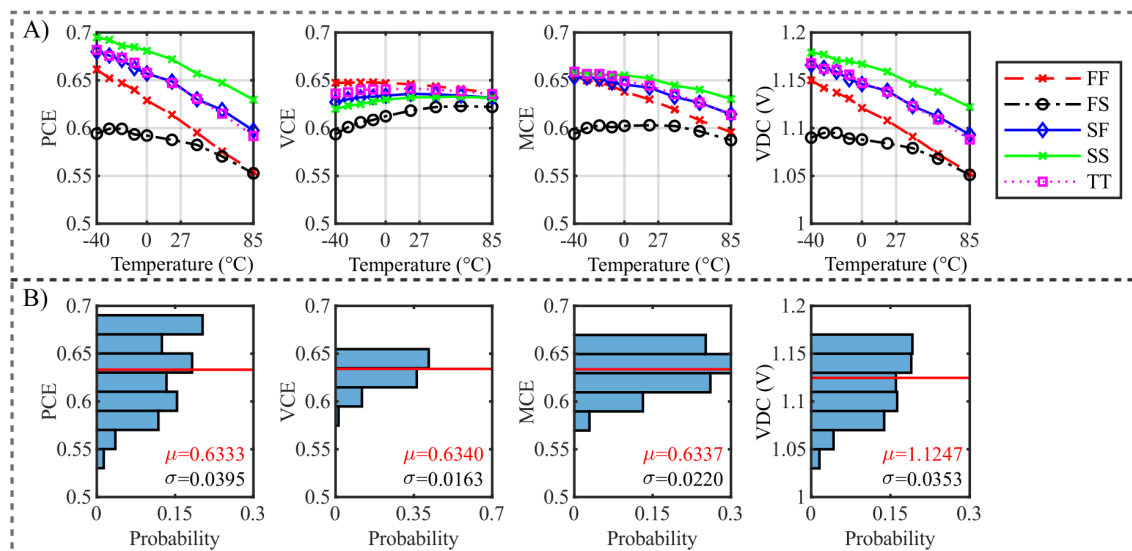 A)
PCE
0.7
0.65
0.6
0.55
0.5
-40
0
27
85
Temperature (°C)
VCE
0.7
0.65
0.6
0.55
0.5
-40
0
27
85
Temperature (°C)
MCE
0.7
0.65
0.6
0.55
0.5
-40
0
27
85
Temperature (°C)
VDC (V)
1.2
1.15
1.1
1.05
1
-40
0
27
85
Temperature (°C)
FF
FS
SF
SS
TT
B)
PCE
0.7
0.65
0.6
0.55
0.5
μ=0.6333
σ=0.0395
0
0.15
0.3
Probability
VCE
0.7
0.65
0.6
0.55
0.5
μ=0.6340
σ=0.0163
0
0.35
0.7
Probability
MCE
0.7
0.65
0.6
0.55
0.5
μ=0.6337
σ=0.0220
0
0.15
0.3
Probability
VDC (V)
1.2
1.15
1.1
1.05
1
μ=1.1247
σ=0.0353
0
0.15
0.3
Probability